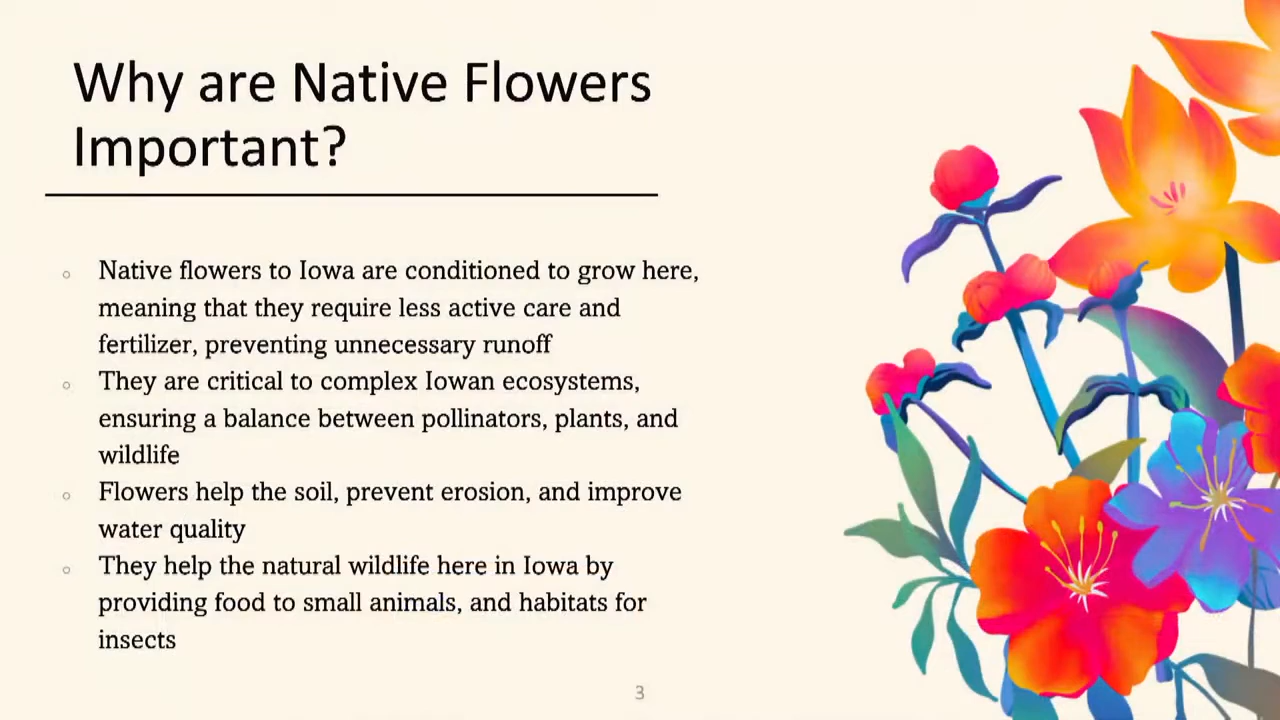 Why are Native Flowers
Important?
Native flowers to Iowa are conditioned to grow here,
meaning that they require less active care and
fertilizer, preventing unnecessary runoff
They are critical to complex Iowan ecosystems,
ensuring a balance between pollinators, plants, and
wildlife
Flowers help the soil, prevent erosion, and improve
water quality
They help the natural wildlife here in Iowa by
providing food to small animals, and habitats for
insects
3